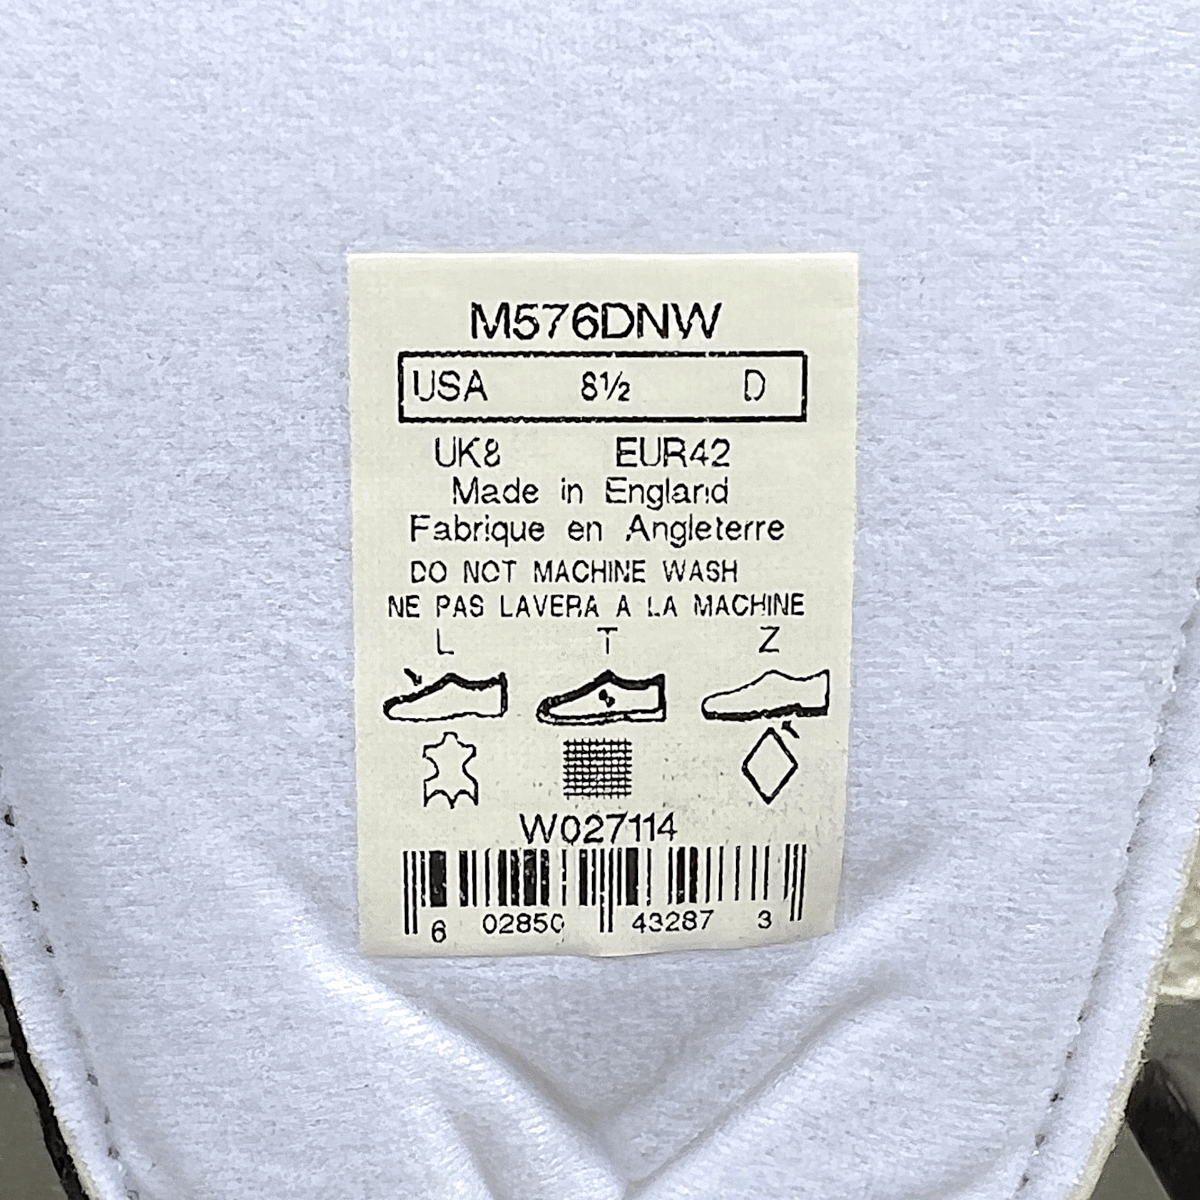 M576DNW
USA 8½ D
UK8 EUR42
Made in England
Fabrique en Angleterre
DO NOT MACHINE WASH
NE PAS LAVERA A LA MACHINE
L T Z
W027114
6 02850 43287 3